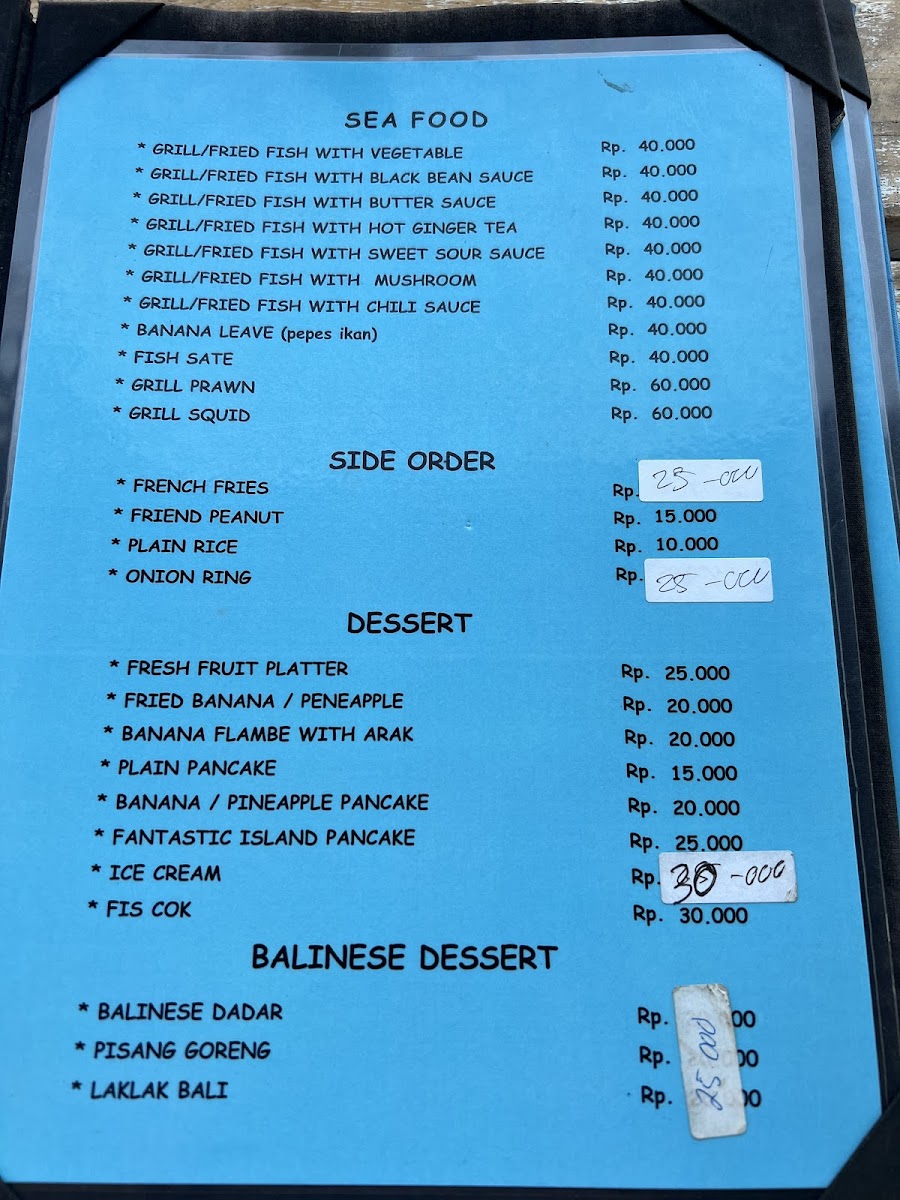 SEA FOOD
* GRILL/FRIED FISH WITH VEGETABLE Rp. 40.000
* GRILL/FRIED FISH WITH BLACK BEAN SAUCE Rp. 40.000
* GRILL/FRIED FISH WITH BUTTER SAUCE Rp. 40.000
* GRILL/FRIED FISH WITH HOT GINGER TEA Rp. 40.000
* GRILL/FRIED FISH WITH SWEET SOUR SAUCE Rp. 40.000
* GRILL/FRIED FISH WITH MUSHROOM Rp. 40.000
* GRILL/FRIED FISH WITH CHILI SAUCE Rp. 40.000
* BANANA LEAVE (pepes ikan) Rp. 40.000
* FISH SATE Rp. 40.000
* GRILL PRAWN Rp. 60.000
* GRILL SQUID Rp. 60.000
SIDE ORDER
* FRENCH FRIES Rp. 25-000
* FRIEND PEANUT Rp. 15.000
* PLAIN RICE Rp. 10.000
* ONION RING Rp. 25-000
DESSERT
* FRESH FRUIT PLATTER Rp. 25.000
* FRIED BANANA / PENEAPPLE Rp. 20.000
* BANANA FLAMBE WITH ARAK Rp. 20.000
* PLAIN PANCAKE Rp. 15.000
* BANANA / PINEAPPLE PANCAKE Rp. 20.000
* FANTASTIC ISLAND PANCAKE Rp. 25.000
* ICE CREAM Rp. 30-000
* FIS COK Rp. 30.000
BALINESE DESSERT
* BALINESE DADAR Rp. 00
* PISANG GORENG Rp. 00
* LAKLAK BALI Rp. 00
25 000